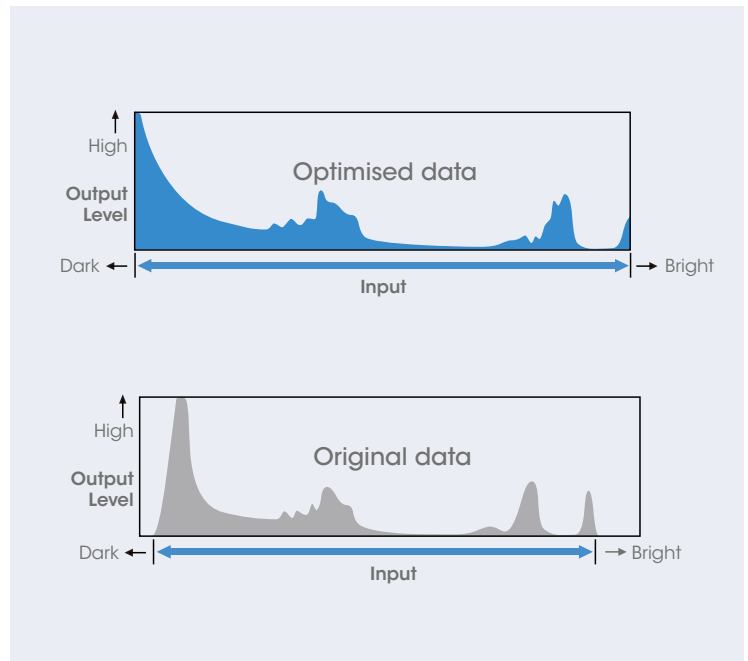 High
Optimised data
Output
Level
Dark
Bright
Input
High
Original data
Output
Level
Dark
Bright
Input